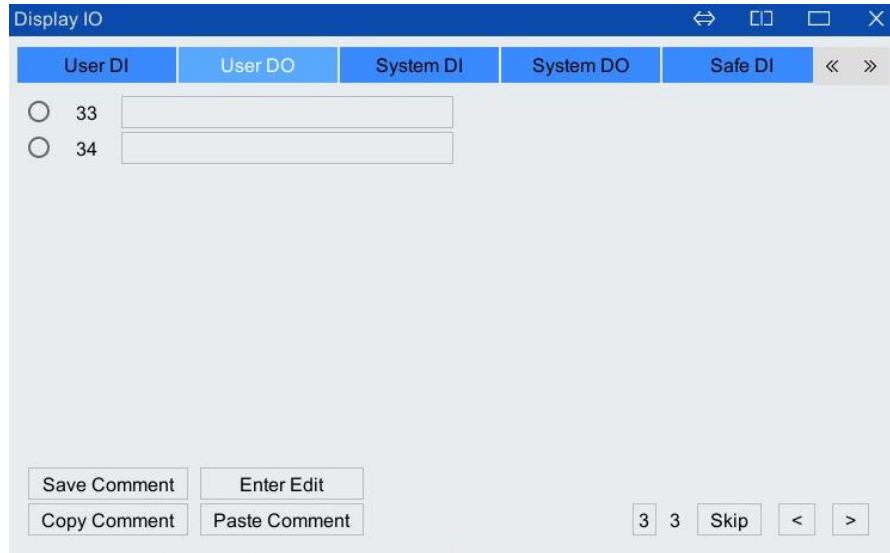 Display IO
User DI User DO System DI System DO Safe DI « »
33
34
Save Comment Enter Edit
Copy Comment Paste Comment 3 3 Skip < >